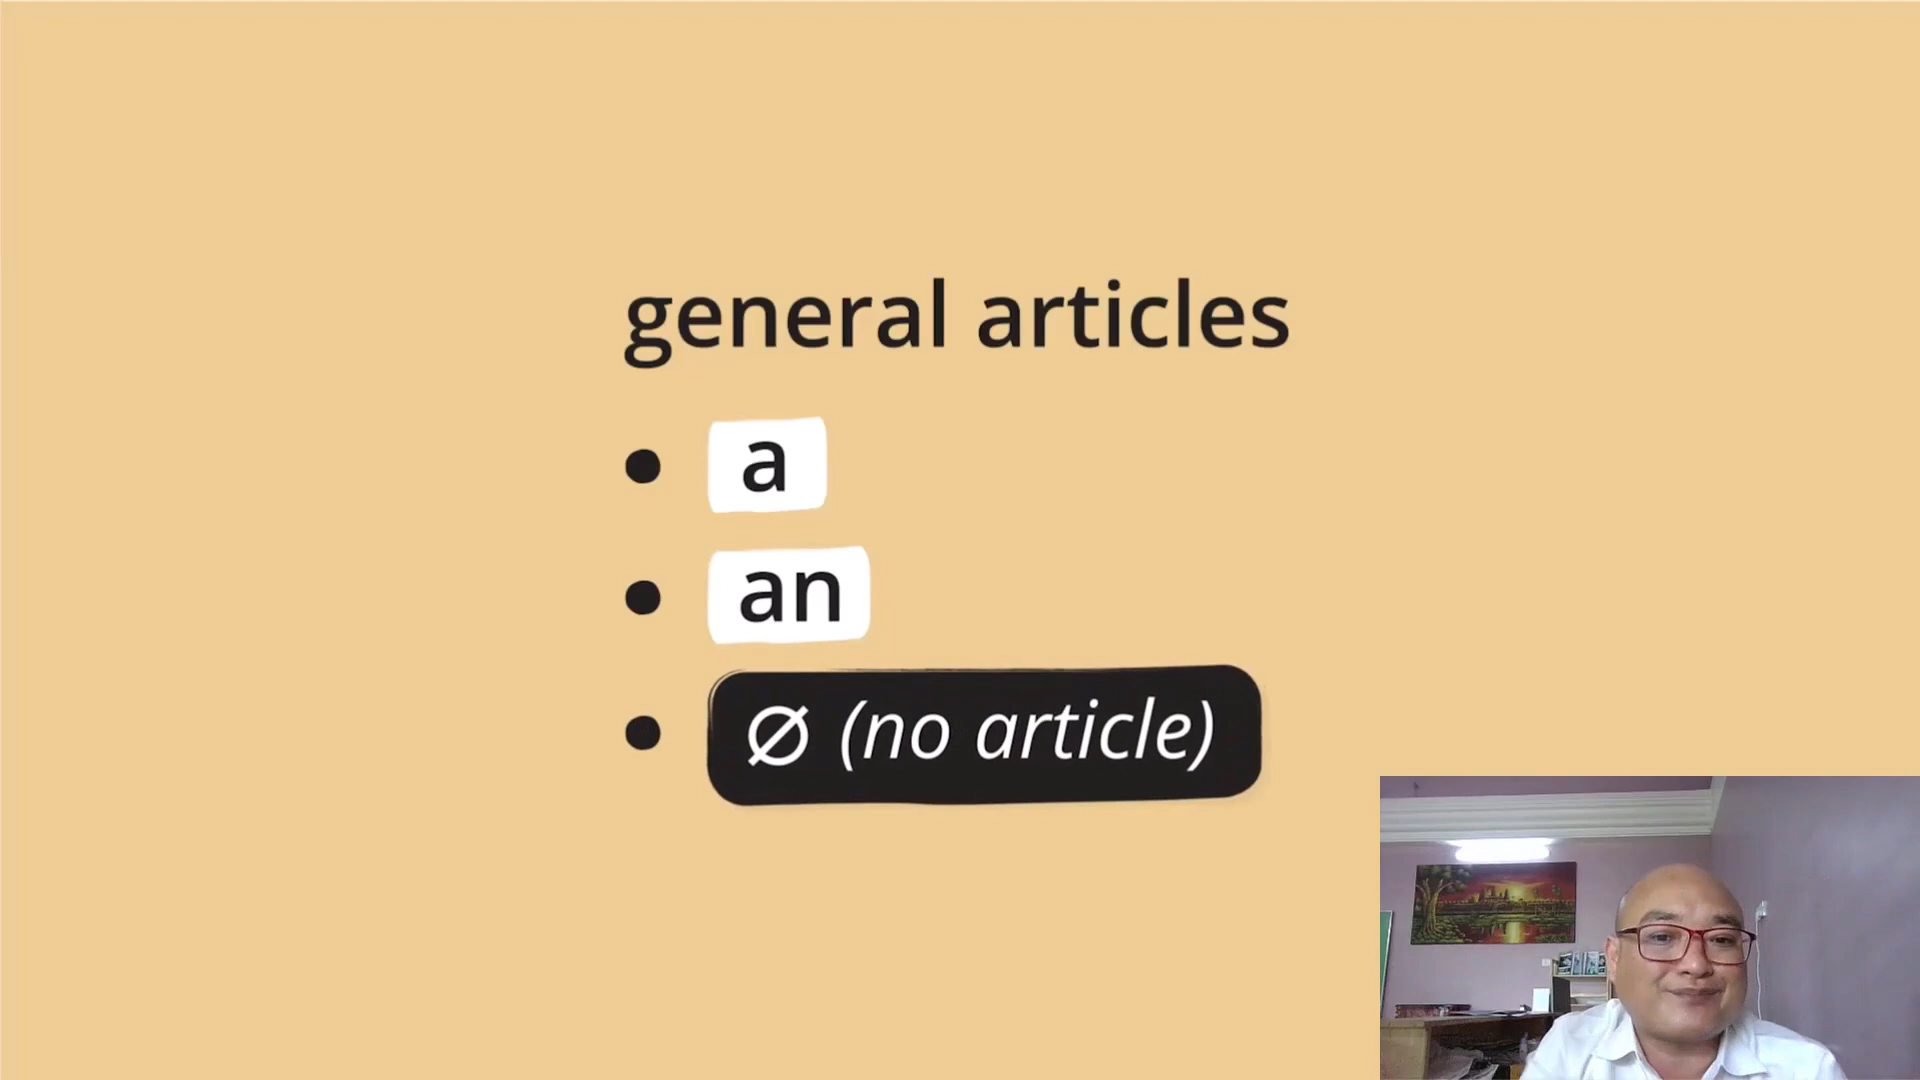 general articles
• a
• an
• ∅ (no article)